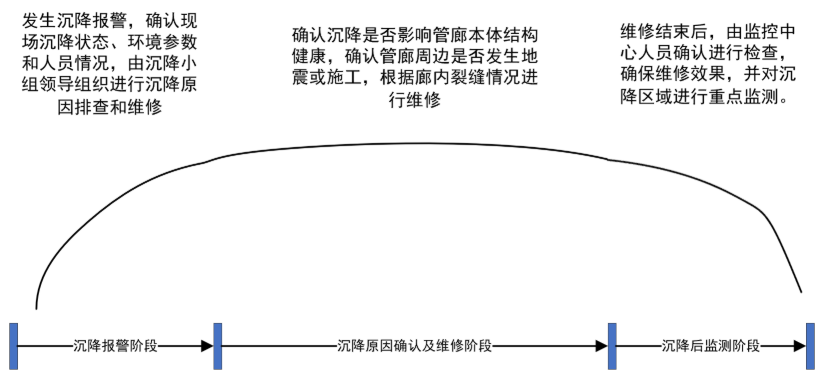 发生沉降报警，确认现
场沉降状态、环境参数
和人员情况，由沉降小
组领导组织进行沉降原
因排查和维修
确认沉降是否影响管廊本体结构
健康，确认管廊周边是否发生地
震或施工，根据廊内裂缝情况进
行维修
维修结束后，由监控中
心人员确认进行检查，
确保维修效果，并对沉
降区域进行重点监测。
沉降报警阶段
沉降原因确认及维修阶段
沉降后监测阶段